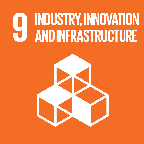 9 INDUSTRY, INNOVATION
AND INFRASTRUCTURE